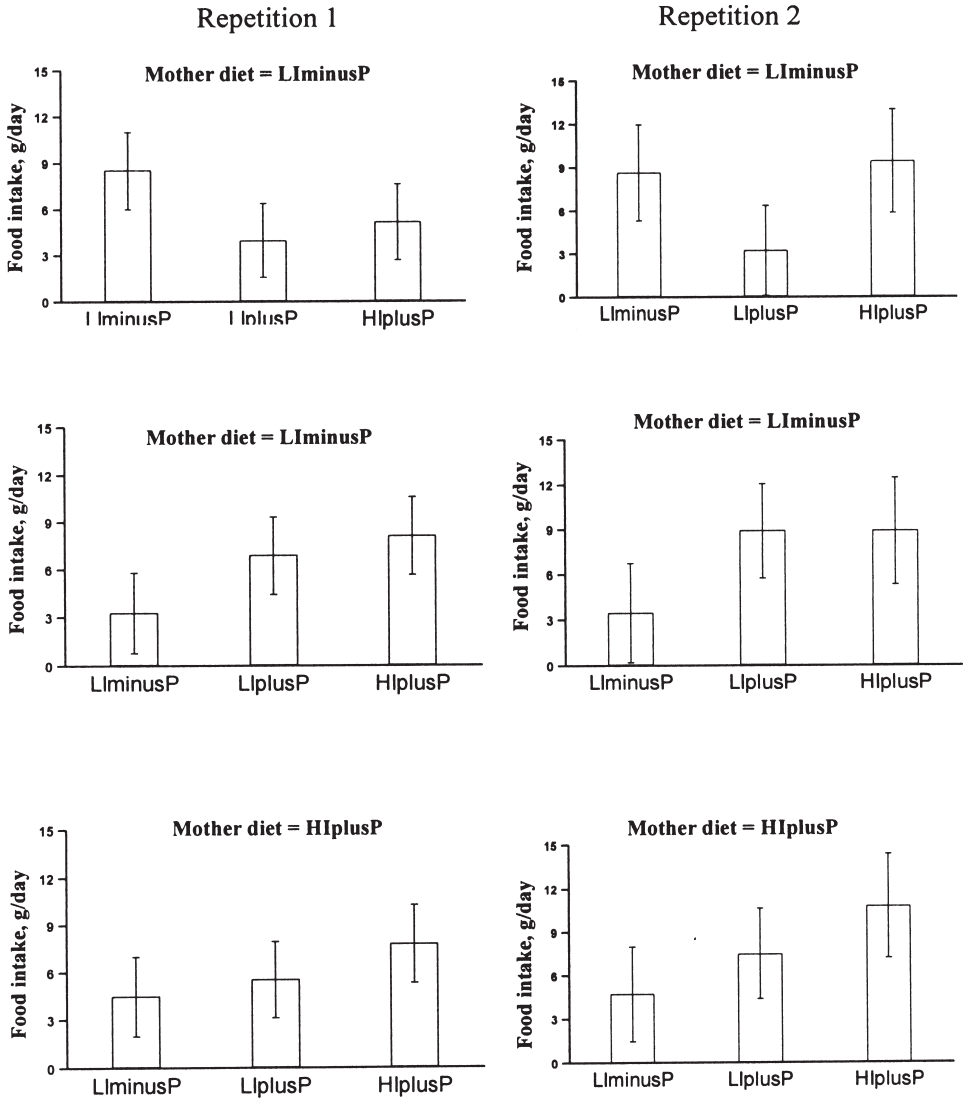 Repetition 1
Repetition 2
Mother diet = LIminusP
Food intake, g/day
15
12
9
6
3
0
LIminusP
LIplusP
HIplusP
Mother diet = LIminusP
Food intake, g/day
15
12
9
6
3
0
LIminusP
LIplusP
HIplusP
Mother diet = LIminusP
Food intake, g/day
15
12
9
6
3
0
LIminusP
LIplusP
HIplusP
Mother diet = LIminusP
Food intake, g/day
15
12
9
6
3
0
LIminusP
LIplusP
HIplusP
Mother diet = HIplusP
Food intake, g/day
15
12
9
6
3
0
LIminusP
LIplusP
HIplusP
Mother diet = HIplusP
Food intake, g/day
15
12
9
6
3
0
LIminusP
LIplusP
HIplusP